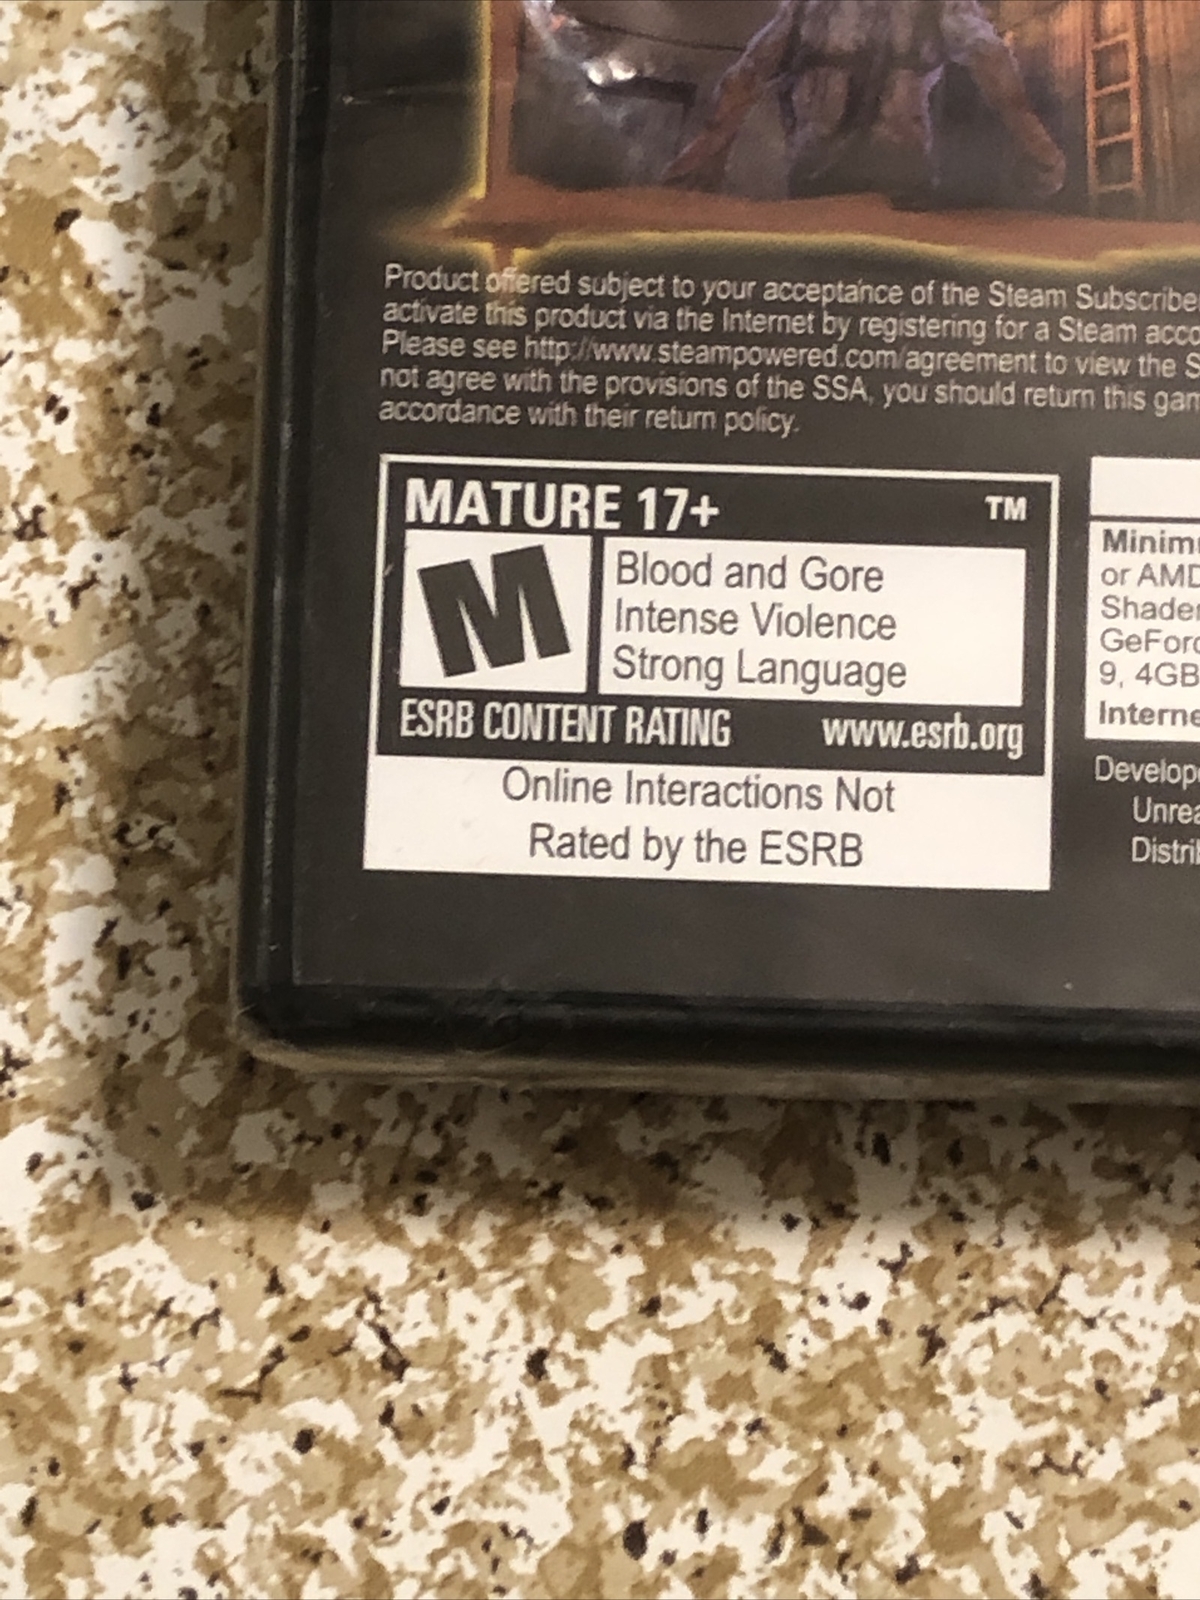 Product offered subject to your acceptance of the Steam Subscribe
activate this product via the Internet by registering for a Steam acco
Please see http://www.steampowered.com/agreement to view the S
not agree with the provisions of the SSA, you should return this gam
accordance with their return policy.
MATURE 17+ TM
M
Blood and Gore
Intense Violence
Strong Language
ESRB CONTENT RATING www.esrb.org
Online Interactions Not
Rated by the ESRB
Minim
or AMD
Shader
GeForc
9, 4GB
Interne
Develope
Unrea
Distri